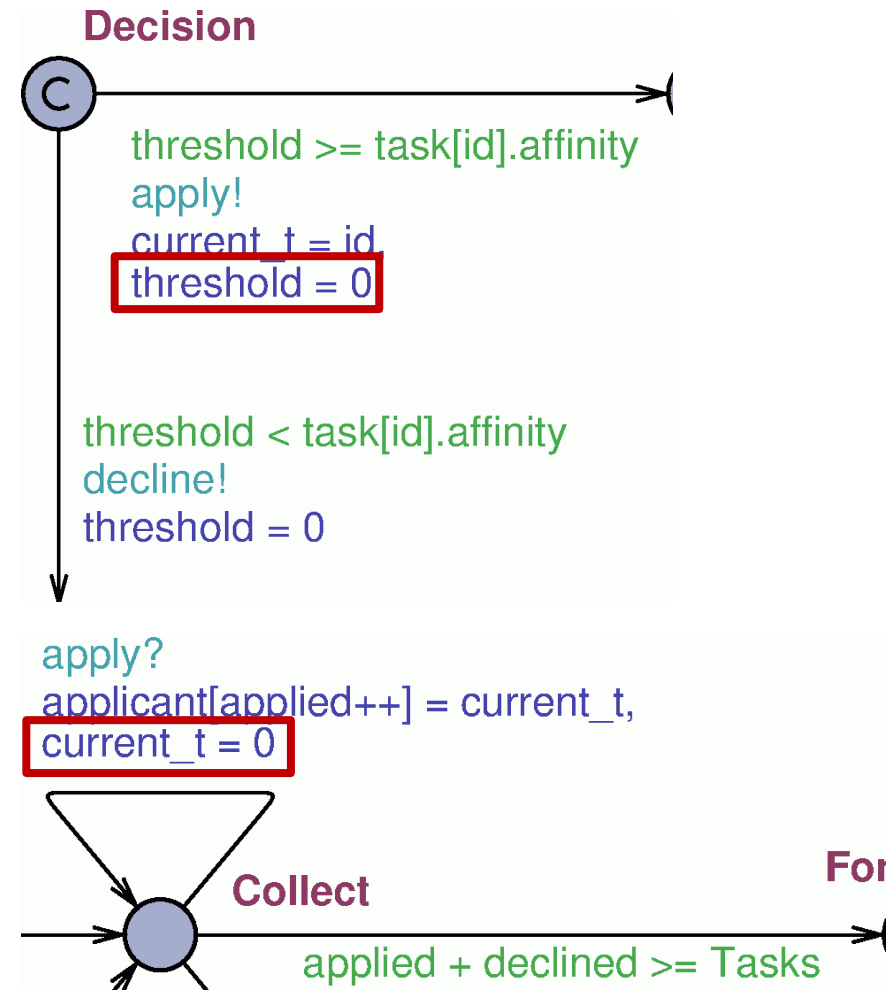 Decision
C
threshold >= task[id].affinity
apply!
current_t = id,
threshold = 0
threshold < task[id].affinity
decline!
threshold = 0
apply?
applicant[applied++] = current_t,
current_t = 0
Collect
For
applied + declined >= Tasks